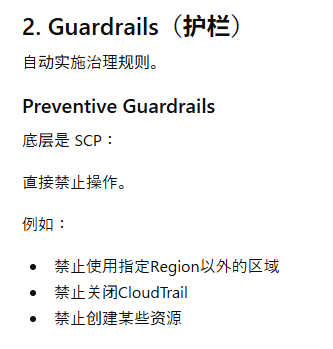 2. Guardrails（护栏）
自动实施治理规则。
Preventive Guardrails
底层是 SCP：
直接禁止操作。
例如：
• 禁止使用指定Region以外的区域
• 禁止关闭CloudTrail
• 禁止创建某些资源